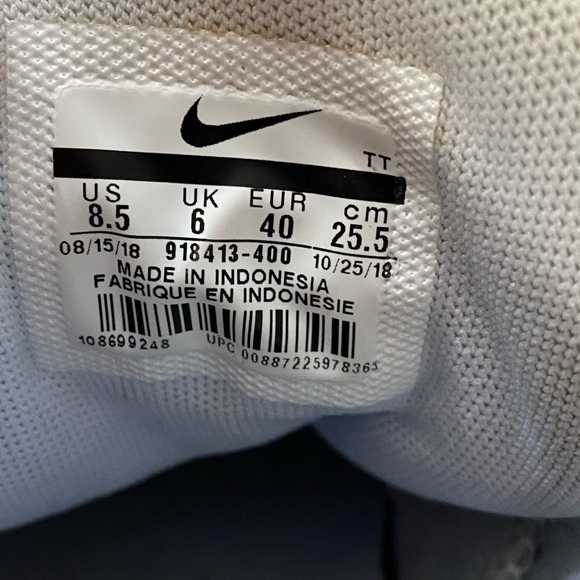 TT
US UK EUR cm
8.5 6 40 25.5
08/15/18 918413-400 10/25/18
MADE IN INDONESIA
FABRIQUE EN INDONESIE
108699248 UPC 00887225978363